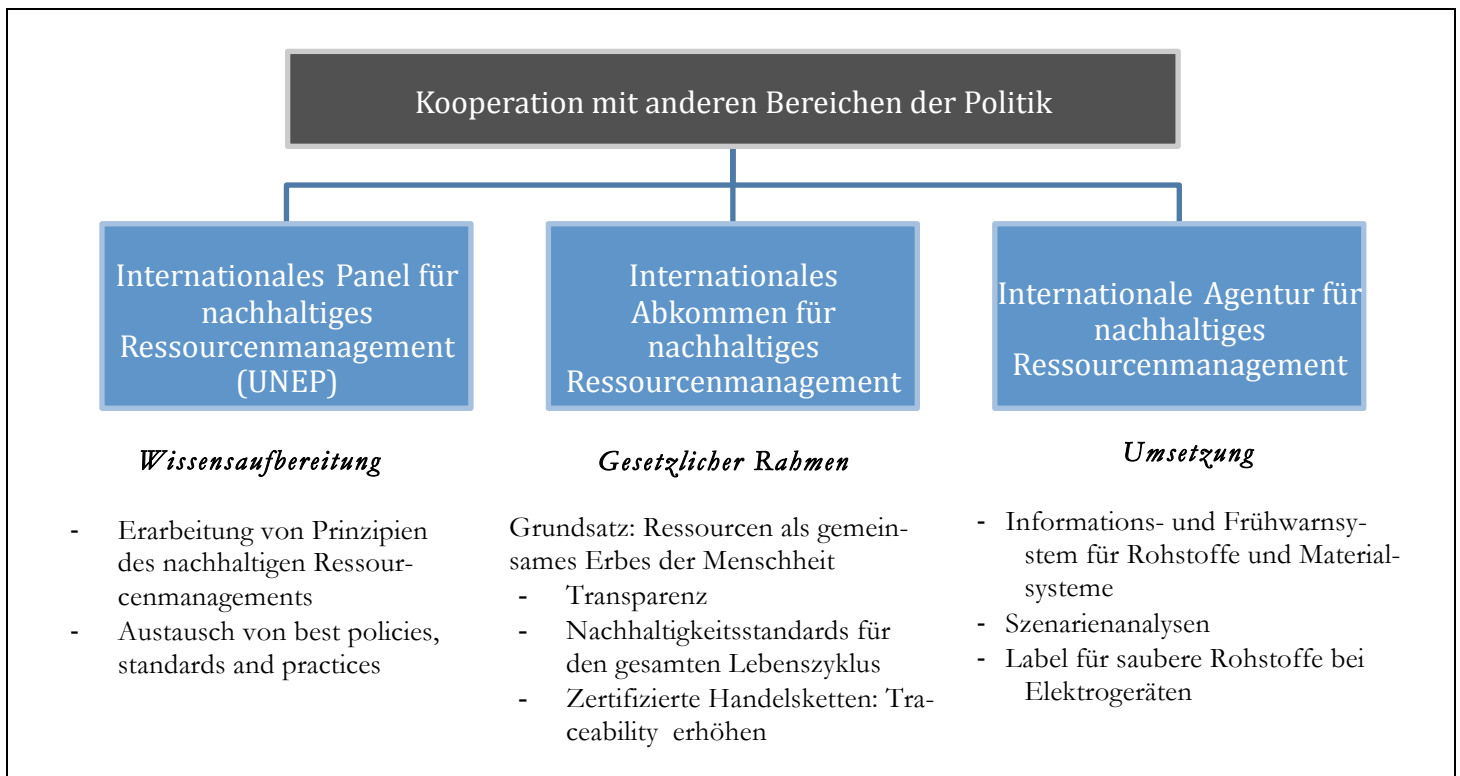 Kooperation mit anderen Bereichen der Politik
Internationales Panel für
nachhaltiges
Ressourcenmanagement
(UNEP)
Wissensaufbereitung
- Erarbeitung von Prinzipien
des nachhaltigen Ressour-
cenmanagements
- Austausch von best policies,
standards and practices
Internationales
Abkommen für
nachhaltiges
Ressourcenmanagement
Gesetzlicher Rahmen
Grundsatz: Ressourcen als gemein-
sames Erbes der Menschheit
- Transparenz
- Nachhaltigkeitsstandards für
den gesamten Lebenszyklus
- Zertifizierte Handelsketten: Tra-
ceability erhöhen
Internationale Agentur für
nachhaltiges
Ressourcenmanagement
Umsetzung
- Informations- und Frühwarnsy-
stem für Rohstoffe und Material-
systeme
- Szenarienanalysen
- Label für saubere Rohstoffe bei
Elektrogeräten